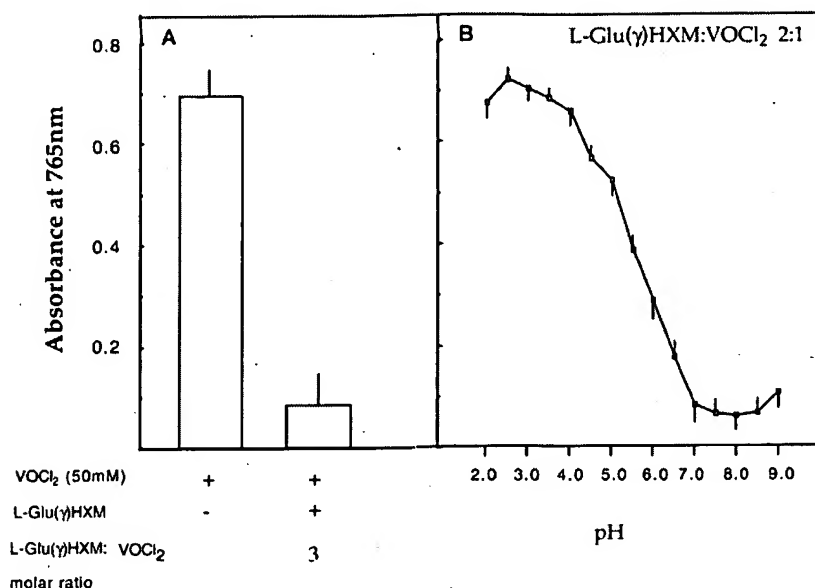 A
B
L-Glu(γ)HXM:VOCl₂ 2:1
Absorbance at 765nm
0.8
0.6
0.4
0.2
2.0 3.0 4.0 5.0 6.0 7.0 8.0 9.0
pH
VOCl₂ (50mM) + +
L-Glu(γ)HXM - +
L-Glu(γ)HXM: VOCl₂ 3
molar ratio